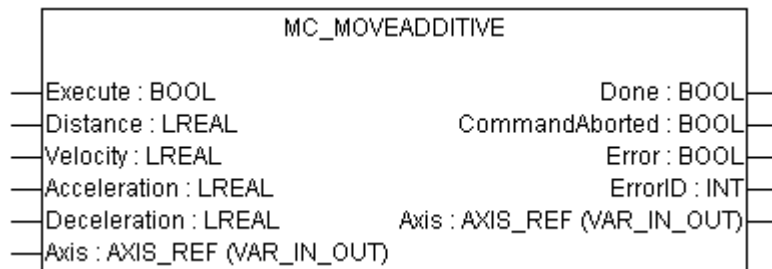 MC_MOVEADDITIVE
Execute : BOOL Done : BOOL
Distance : LREAL CommandAborted : BOOL
Velocity : LREAL Error : BOOL
Acceleration : LREAL ErrorID : INT
Deceleration : LREAL Axis : AXIS_REF (VAR_IN_OUT)
Axis : AXIS_REF (VAR_IN_OUT)